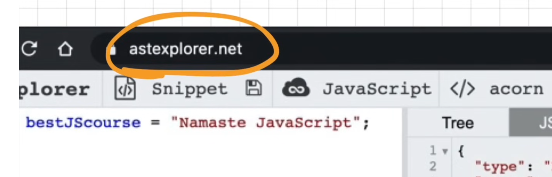 astexplorer.net
plorer Snippet JavaScript </> acorn
bestJScourse = "Namaste JavaScript"; Tree JS
1 {
2 "type": "